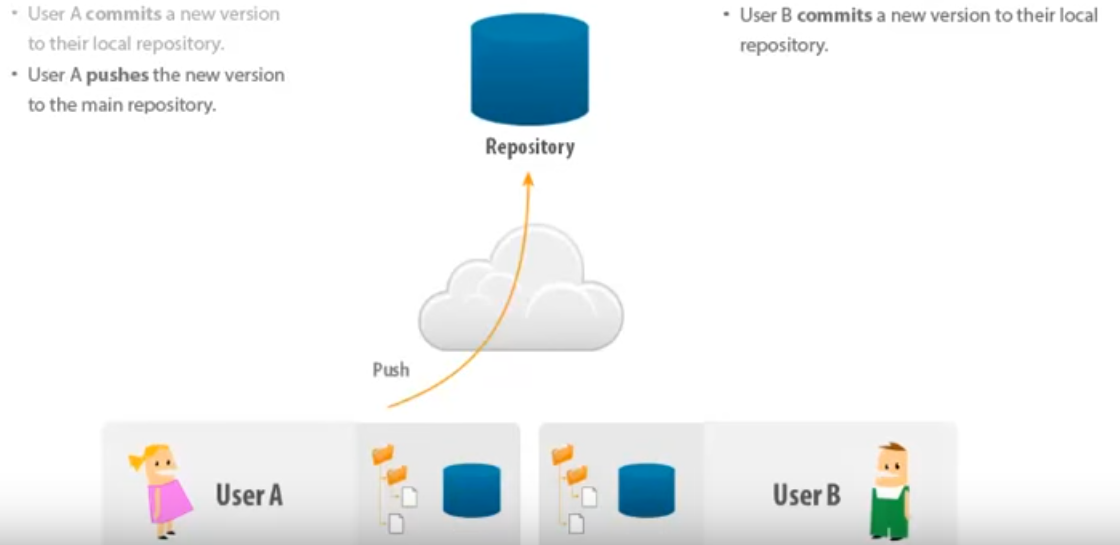 • User A commits a new version
to their local repository.
• User A pushes the new version
to the main repository.
• User B commits a new version to their local
repository.
Repository
Push
User A
User B